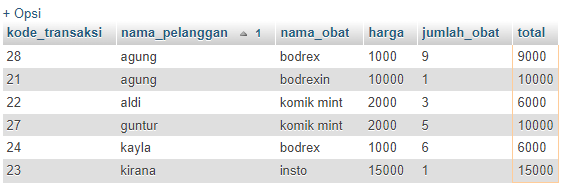 + Opsi
kode_transaksi nama_pelanggan 1 nama_obat harga jumlah_obat total
28 agung bodrex 1000 9 9000
21 agung bodrexin 10000 1 10000
22 aldi komik mint 2000 3 6000
27 guntur komik mint 2000 5 10000
24 kayla bodrex 1000 6 6000
23 kirana insto 15000 1 15000